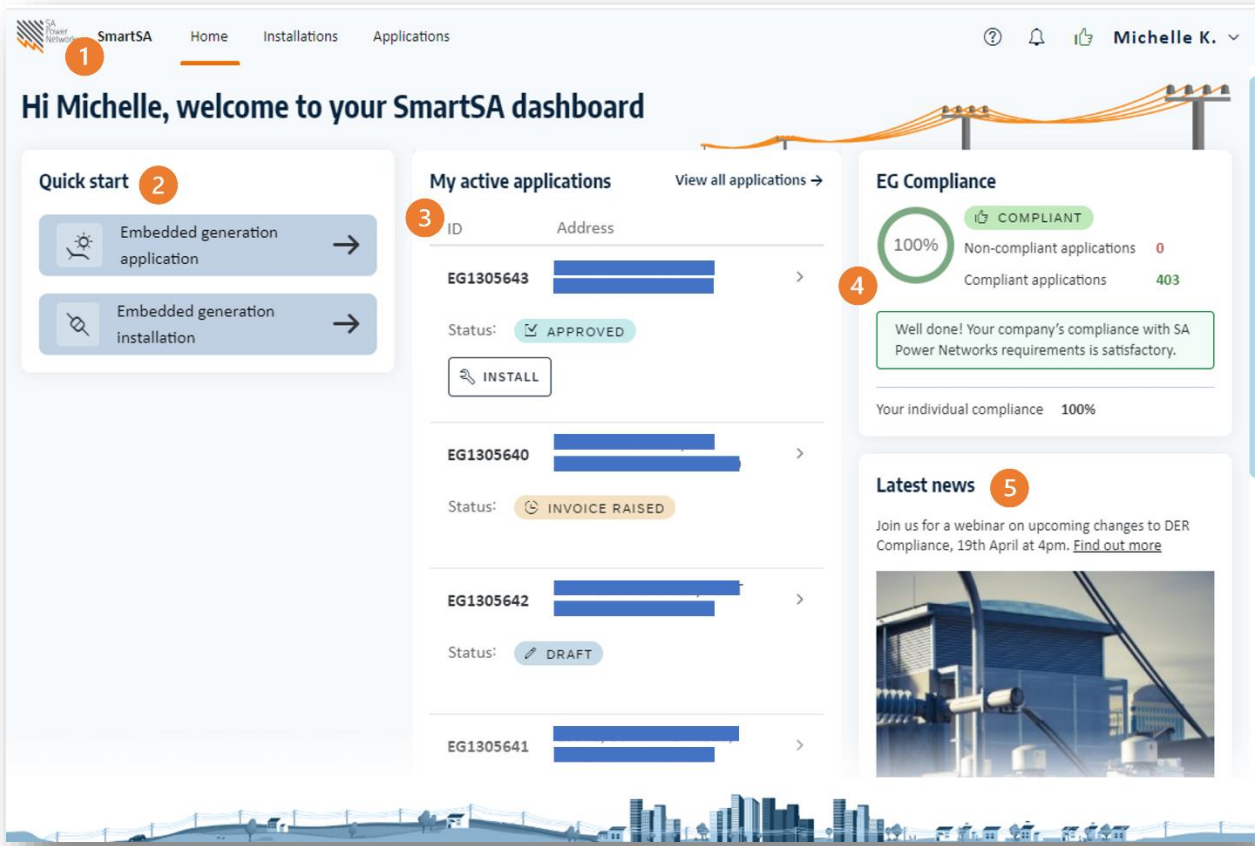 SA
Power
Networks
SmartSA
Home
Installations
Applications
Michelle K.
1
Hi Michelle, welcome to your SmartSA dashboard
Quick start
2
Embedded generation
application
Embedded generation
installation
My active applications
View all applications →
3
ID
Address
EG1305643
Status:
APPROVED
INSTALL
EG1305640
Status:
INVOICE RAISED
EG1305642
Status:
DRAFT
EG1305641
EG Compliance
100%
COMPLIANT
Non-compliant applications 0
Compliant applications 403
4
Well done! Your company's compliance with SA
Power Networks requirements is satisfactory.
Your individual compliance 100%
Latest news
5
Join us for a webinar on upcoming changes to DER
Compliance, 19th April at 4pm. Find out more